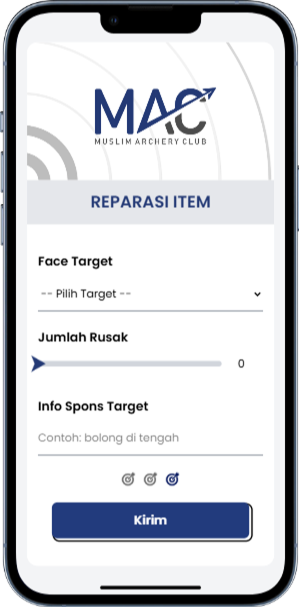 MAC
MUSLIM ARCHERY CLUB
REPARASI ITEM
Face Target
-- Pilih Target --
Jumlah Rusak
0
Info Spons Target
Contoh: bolong di tengah
Kirim